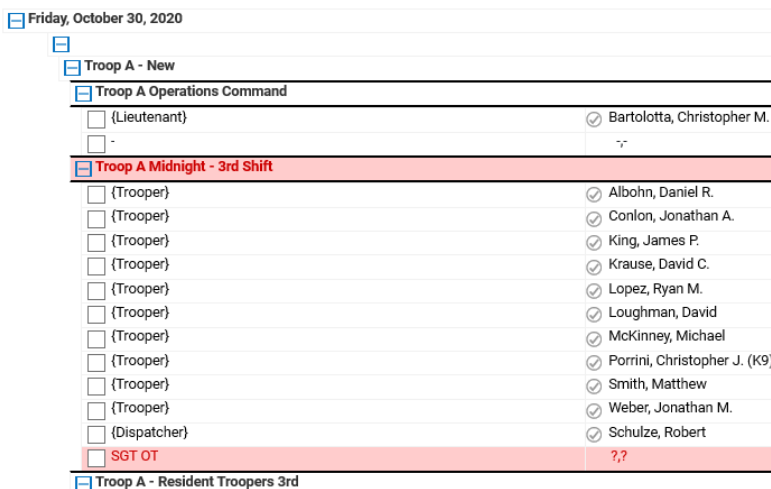 Friday, October 30, 2020
Troop A - New
Troop A Operations Command
{Lieutenant} Bartolotta, Christopher M.
- -,-
Troop A Midnight - 3rd Shift
{Trooper} Albohn, Daniel R.
{Trooper} Conlon, Jonathan A.
{Trooper} King, James P.
{Trooper} Krause, David C.
{Trooper} Lopez, Ryan M.
{Trooper} Loughman, David
{Trooper} McKinney, Michael
{Trooper} Porrini, Christopher J. (K9)
{Trooper} Smith, Matthew
{Trooper} Weber, Jonathan M.
{Dispatcher} Schulze, Robert
SGT OT ?,?
Troop A - Resident Troopers 3rd